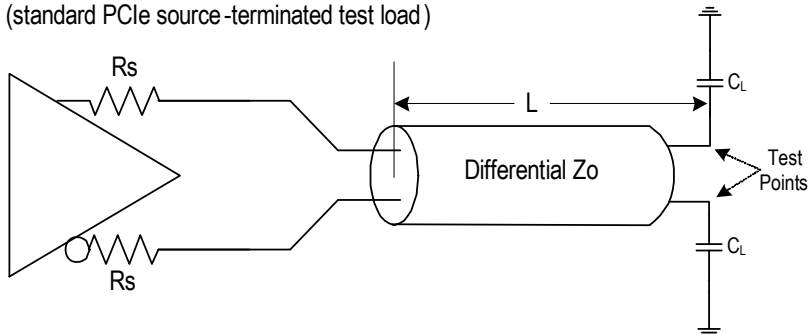 (standard PCIe source-terminated test load)
Rs
CL
L
Differential Zo
Test
Points
CL
Rs